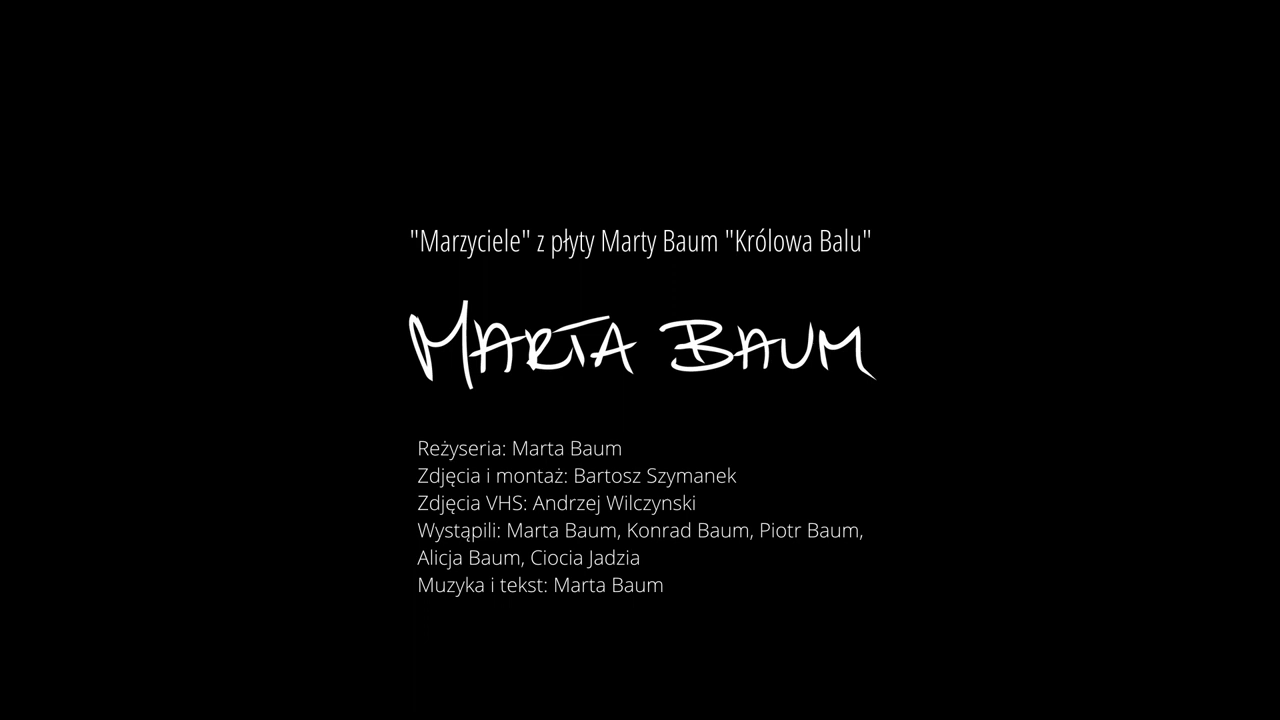 "Marzyciele" z płyty Marty Baum "Królowa Balu"
MARTA BAUM
Reżyseria: Marta Baum
Zdjęcia i montaż: Bartosz Szymanek
Zdjęcia VHS: Andrzej Wilczynski
Wystąpili: Marta Baum, Konrad Baum, Piotr Baum,
Alicja Baum, Ciocia Jadzia
Muzyka i tekst: Marta Baum